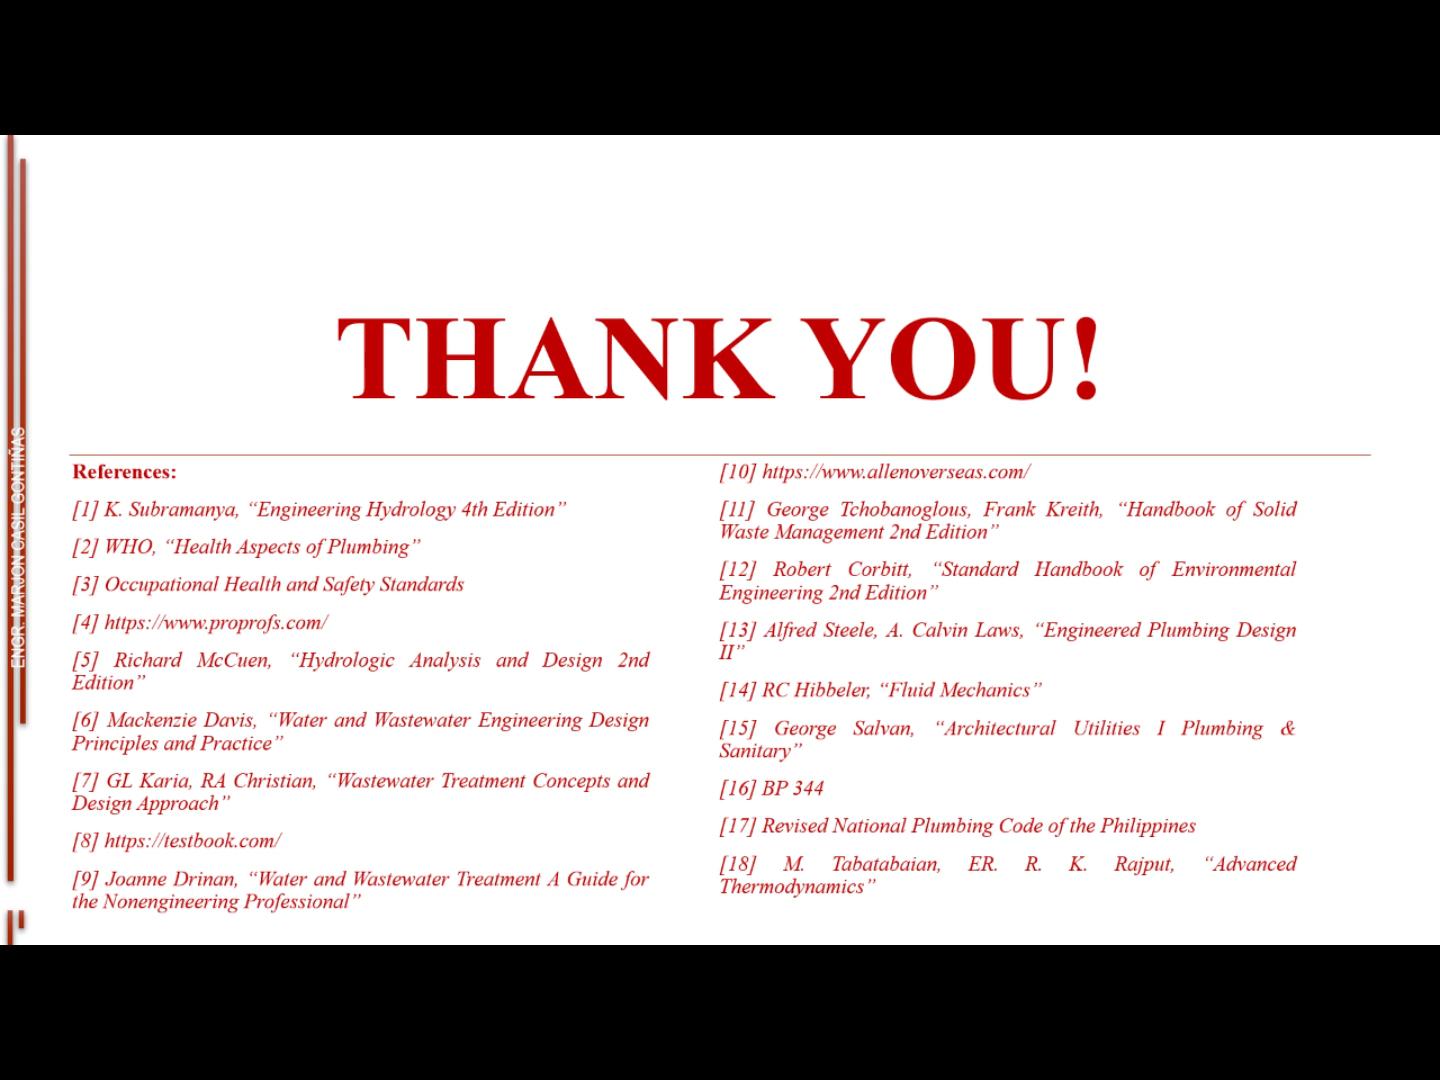 THANK YOU!
ENGR. MARJON CASIL GONTIÑAS
References:
[1] K. Subramanya, “Engineering Hydrology 4th Edition”
[2] WHO, “Health Aspects of Plumbing”
[3] Occupational Health and Safety Standards
[4] https://www.proprofs.com/
[5] Richard McCuen, “Hydrologic Analysis and Design 2nd
Edition”
[6] Mackenzie Davis, “Water and Wastewater Engineering Design
Principles and Practice”
[7] GL Karia, RA Christian, “Wastewater Treatment Concepts and
Design Approach”
[8] https://testbook.com/
[9] Joanne Drinan, “Water and Wastewater Treatment A Guide for
the Nonengineering Professional”
[10] https://www.allenoverseas.com/
[11] George Tchobanoglous, Frank Kreith, “Handbook of Solid
Waste Management 2nd Edition”
[12] Robert Corbitt, “Standard Handbook of Environmental
Engineering 2nd Edition”
[13] Alfred Steele, A. Calvin Laws, “Engineered Plumbing Design
II”
[14] RC Hibbeler, “Fluid Mechanics”
[15] George Salvan, “Architectural Utilities I Plumbing &
Sanitary”
[16] BP 344
[17] Revised National Plumbing Code of the Philippines
[18] M. Tabatabaian, ER. R. K. Rajput, “Advanced
Thermodynamics”